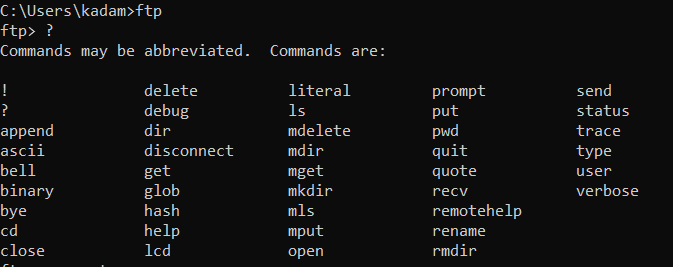 C:\Users\kadam>ftp
ftp> ?
Commands may be abbreviated.  Commands are:
!               delete          literal         prompt          send
?               debug           ls              put             status
append          dir             mdelete         pwd             trace
ascii           disconnect      mdir            quit            type
bell            get             mget            quote           user
binary          glob            mkdir           recv            verbose
bye             hash            mls             remotehelp
cd              help            mput            rename
close           lcd             open            rmdir